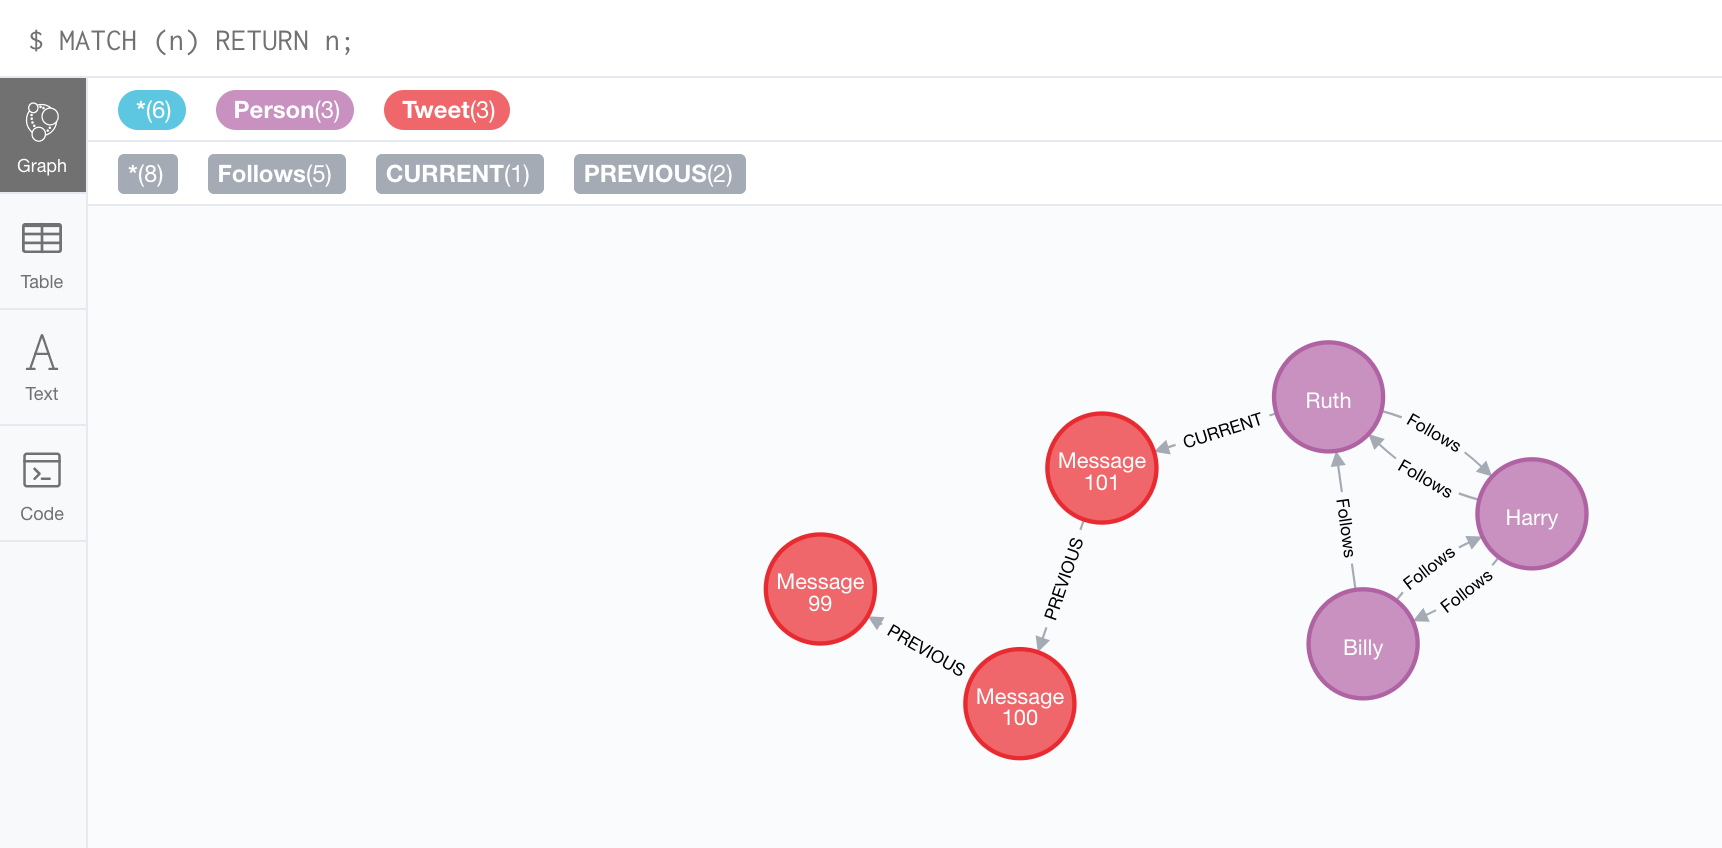 $ MATCH (n) RETURN n;
*(6) Person(3) Tweet(3)
*(8) Follows(5) CURRENT(1) PREVIOUS(2)
Graph
Table
Text
Code
Ruth
Follows
CURRENT
Message
101
Follows
Harry
Follows
PREVIOUS
Follows
Follows
Message
99
PREVIOUS
Billy
Message
100